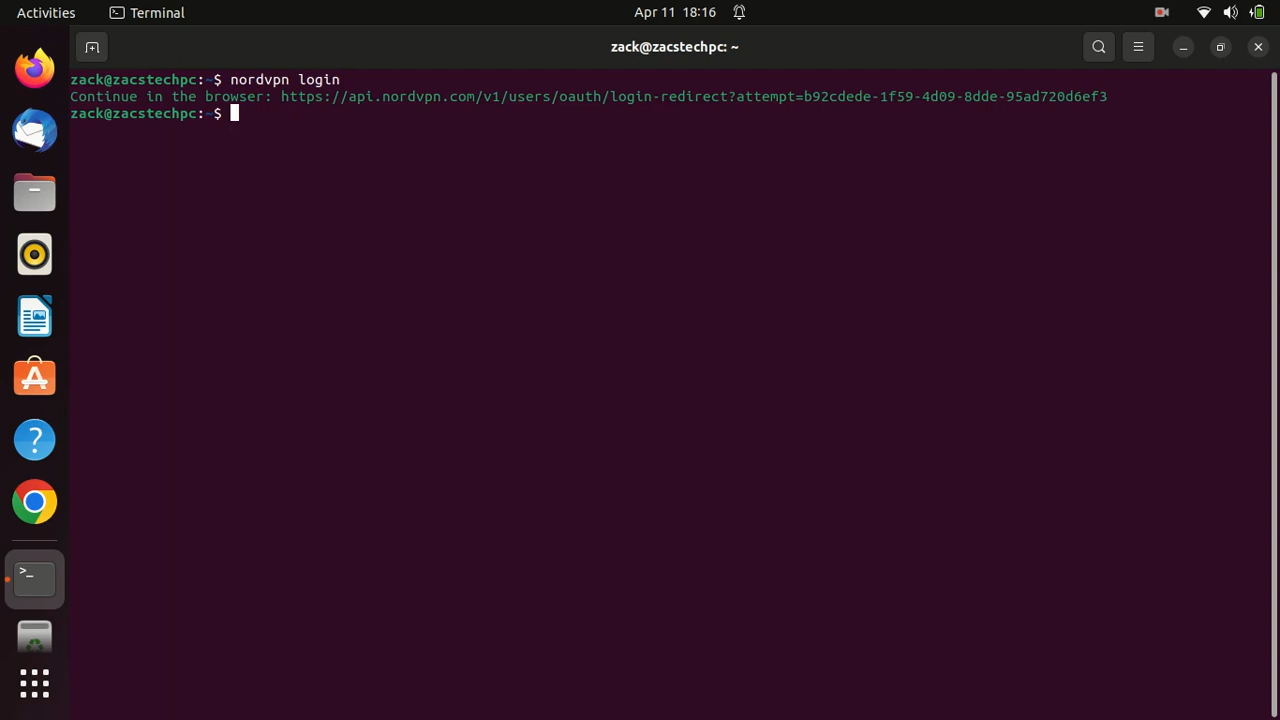 Activities Terminal Apr 11 18:16
zack@zacstechpc: ~
zack@zacstechpc:~$ nordvpn login
Continue in the browser: https://api.nordvpn.com/v1/users/oauth/login-redirect?attempt=b92cdede-1f59-4d09-8dde-95ad720d6ef3
zack@zacstechpc:~$